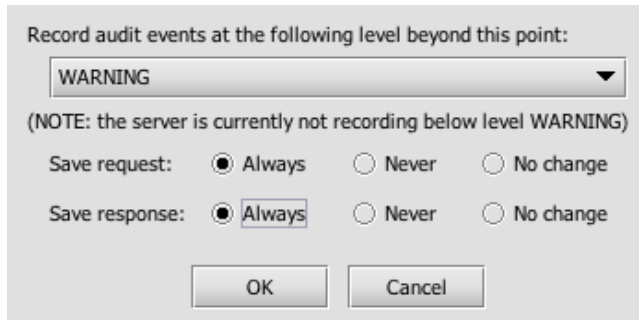 Record audit events at the following level beyond this point:
WARNING
(NOTE: the server is currently not recording below level WARNING)
Save request: Always Never No change
Save response: Always Never No change
OK Cancel